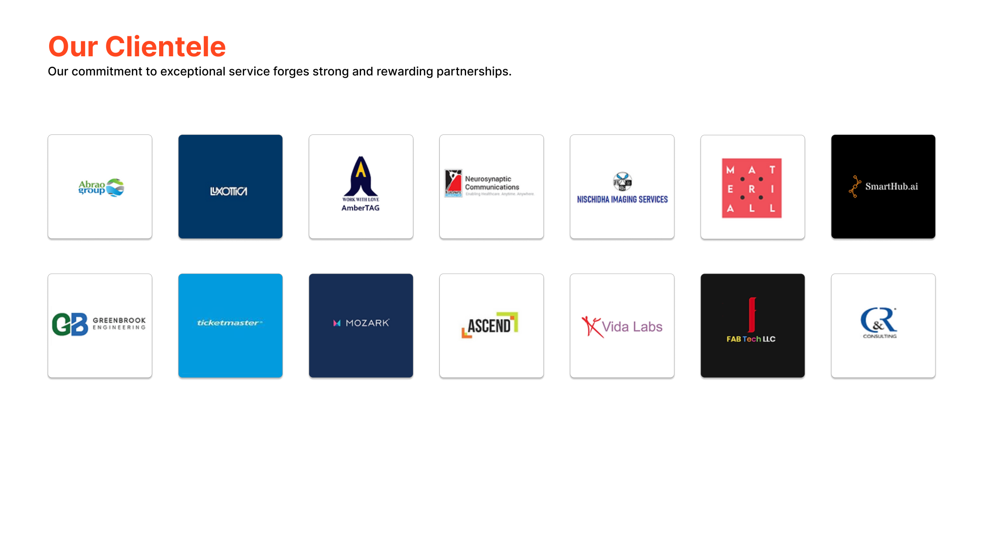 Our Clientele
Our commitment to exceptional service forges strong and rewarding partnerships.
Abrao
group
LUXOTTICA
A
WORK WITH LOVE
AmberTAG
Neurosynaptic
Communications
Enabling Healthcare. Anytime. Anywhere.
NISCHIDHA IMAGING SERVICES
M A T
E R I
A L L
SmartHub.ai
GB GREENBROOK
ENGINEERING
ticketmaster
MOZARK
ASCEND
Vida Labs
f
FAB Tech LLC
C&R
CONSULTING